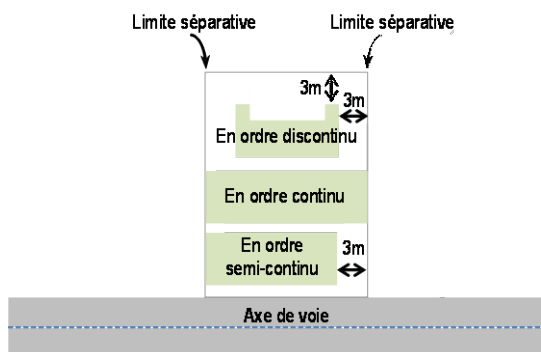 Limite séparative
Limite séparative
3m
3m
En ordre discontinu
En ordre continu
En ordre
semi-continu
3m
Axe de voie